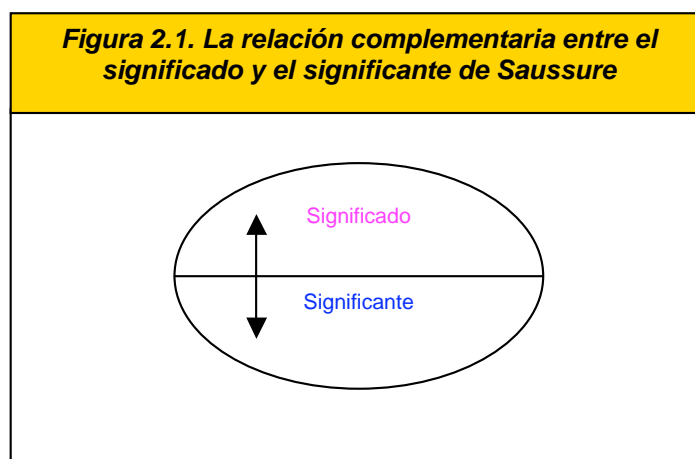 Figura 2.1. La relación complementaria entre el
significado y el significante de Saussure
Significado
Significante